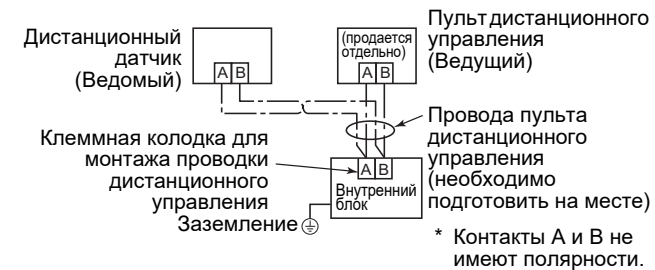 Дистанционный
датчик
(Ведомый)
A B
(продается
отдельно)
A B
Пульт дистанционного
управления
(Ведущий)
Клеммная колодка для
монтажа проводки
дистанционного
управления
Заземление
A B
Внутренний
блок
Провода пульта
дистанционного
управления
(необходимо
подготовить на месте)
* Контакты A и B не
имеют полярности.